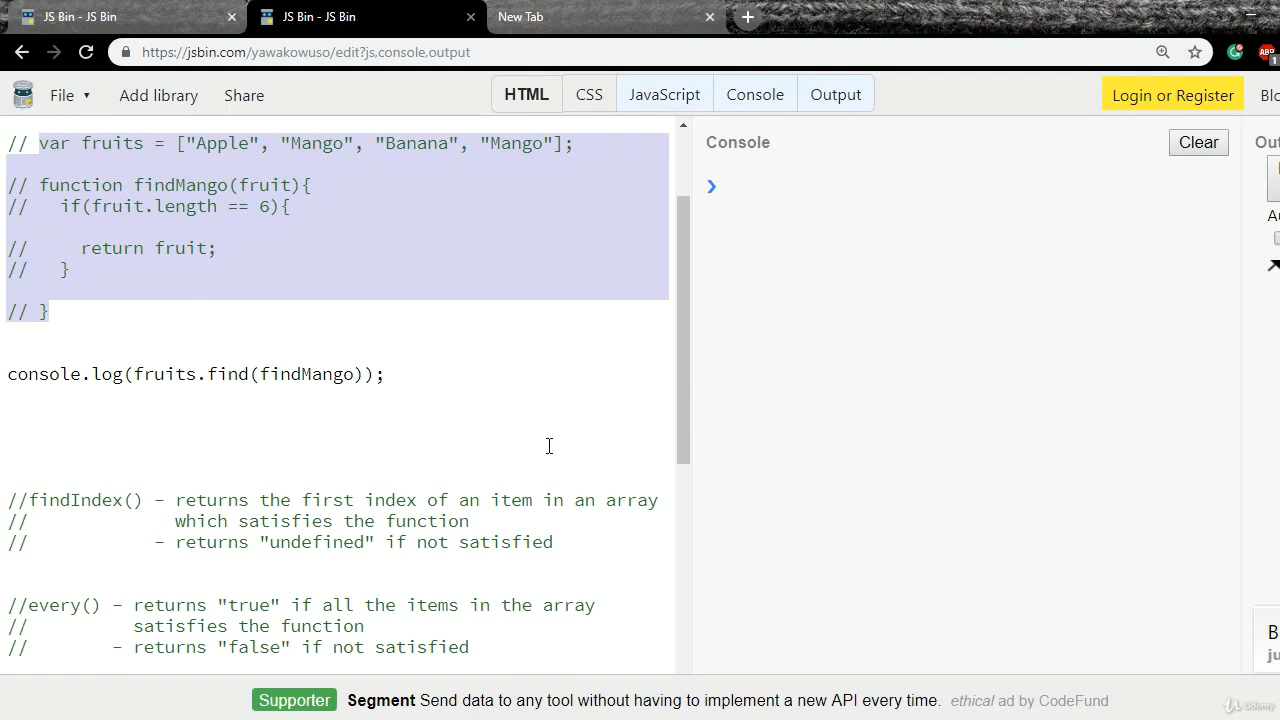 JS Bin - JS Bin
JS Bin - JS Bin
New Tab
https://jsbin.com/yawakowuso/edit?js,console,output
1
File
Add library
Share
HTML
CSS
JavaScript
Console
Output
Login or Register
// var fruits = ["Apple", "Mango", "Banana", "Mango"];
// function findMango(fruit){
//   if(fruit.length == 6){
//     return fruit;
//   }
// }
console.log(fruits.find(findMango));
//findIndex() - returns the first index of an item in an array
//              which satisfies the function
//            - returns "undefined" if not satisfied
//every() - returns "true" if all the items in the array
//          satisfies the function
//        - returns "false" if not satisfied
Console
Clear
Supporter
Segment Send data to any tool without having to implement a new API every time. ethical ad by CodeFund
Udemy